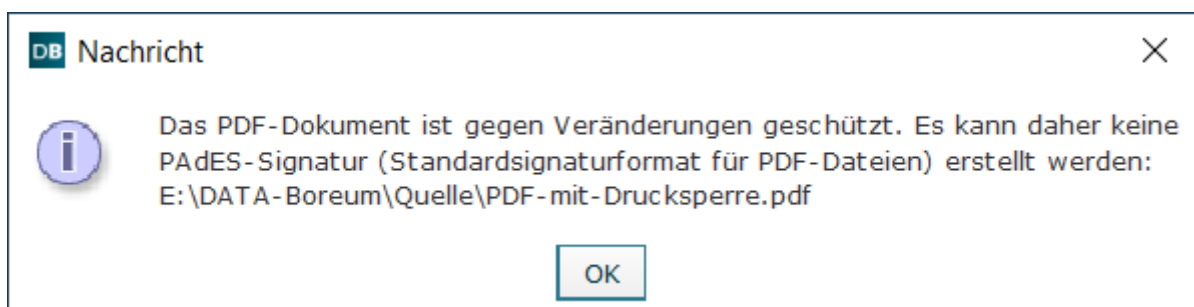 DB Nachricht
Das PDF-Dokument ist gegen Veränderungen geschützt. Es kann daher keine
PAdES-Signatur (Standardsignaturformat für PDF-Dateien) erstellt werden:
E:\DATA-Boreum\Quelle\PDF-mit-Drucksperre.pdf
OK